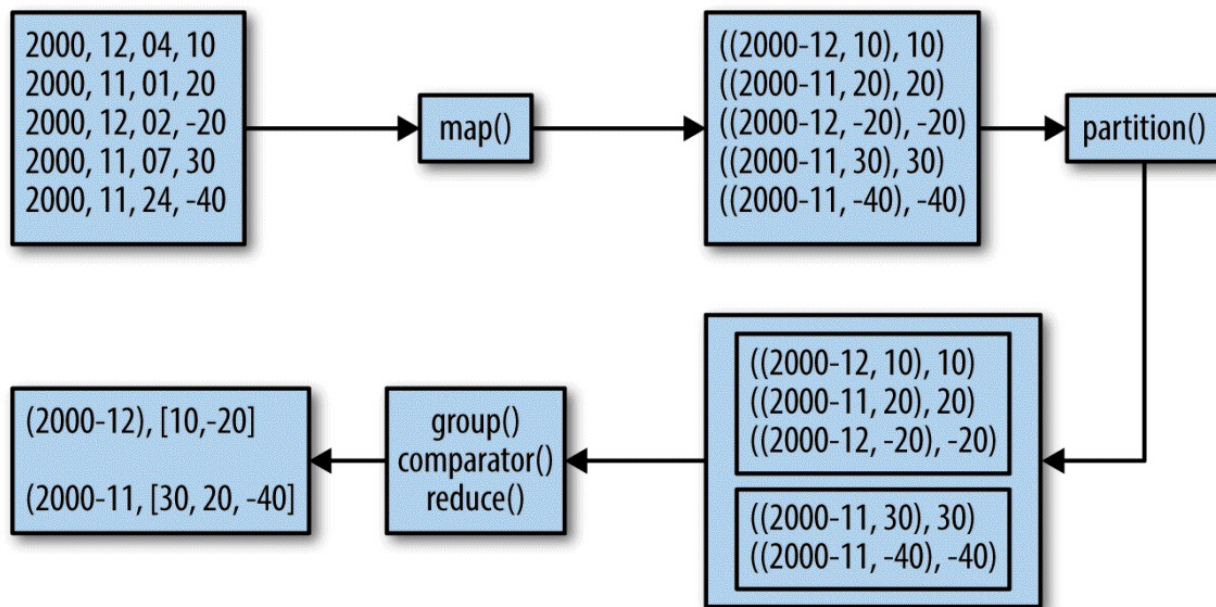 2000, 12, 04, 10
2000, 11, 01, 20
2000, 12, 02, -20
2000, 11, 07, 30
2000, 11, 24, -40
map()
((2000-12, 10), 10)
((2000-11, 20), 20)
((2000-12, -20), -20)
((2000-11, 30), 30)
((2000-11, -40), -40)
partition()
((2000-12, 10), 10)
((2000-11, 20), 20)
((2000-12, -20), -20)
((2000-11, 30), 30)
((2000-11, -40), -40)
group()
comparator()
reduce()
(2000-12), [10,-20]
(2000-11, [30, 20, -40]